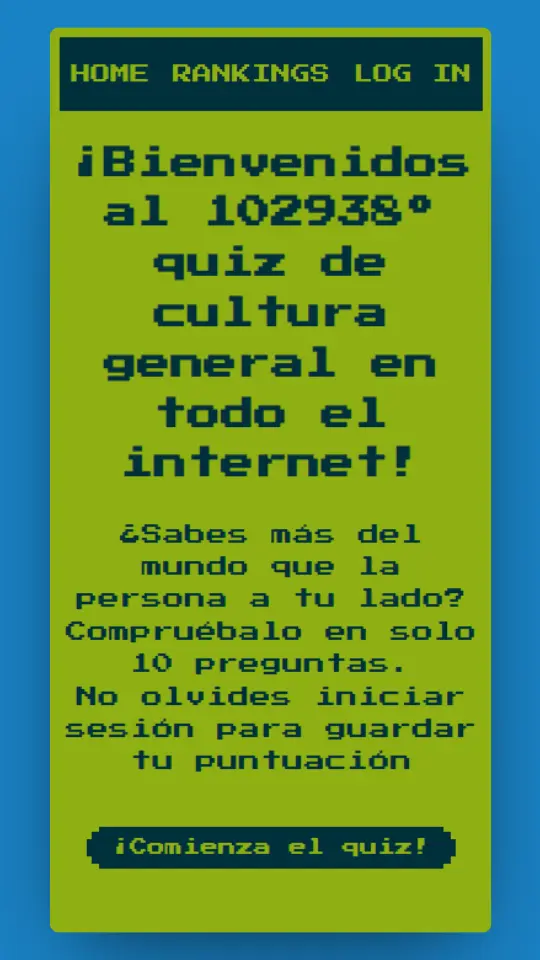 HOME RANKINGS LOG IN
¡Bienvenidos
al 102938º
quiz de
cultura
general en
todo el
internet!
¿Sabes más del
mundo que la
persona a tu lado?
Compruébalo en solo
10 preguntas.
No olvides iniciar
sesión para guardar
tu puntuación
¡Comienza el quiz!